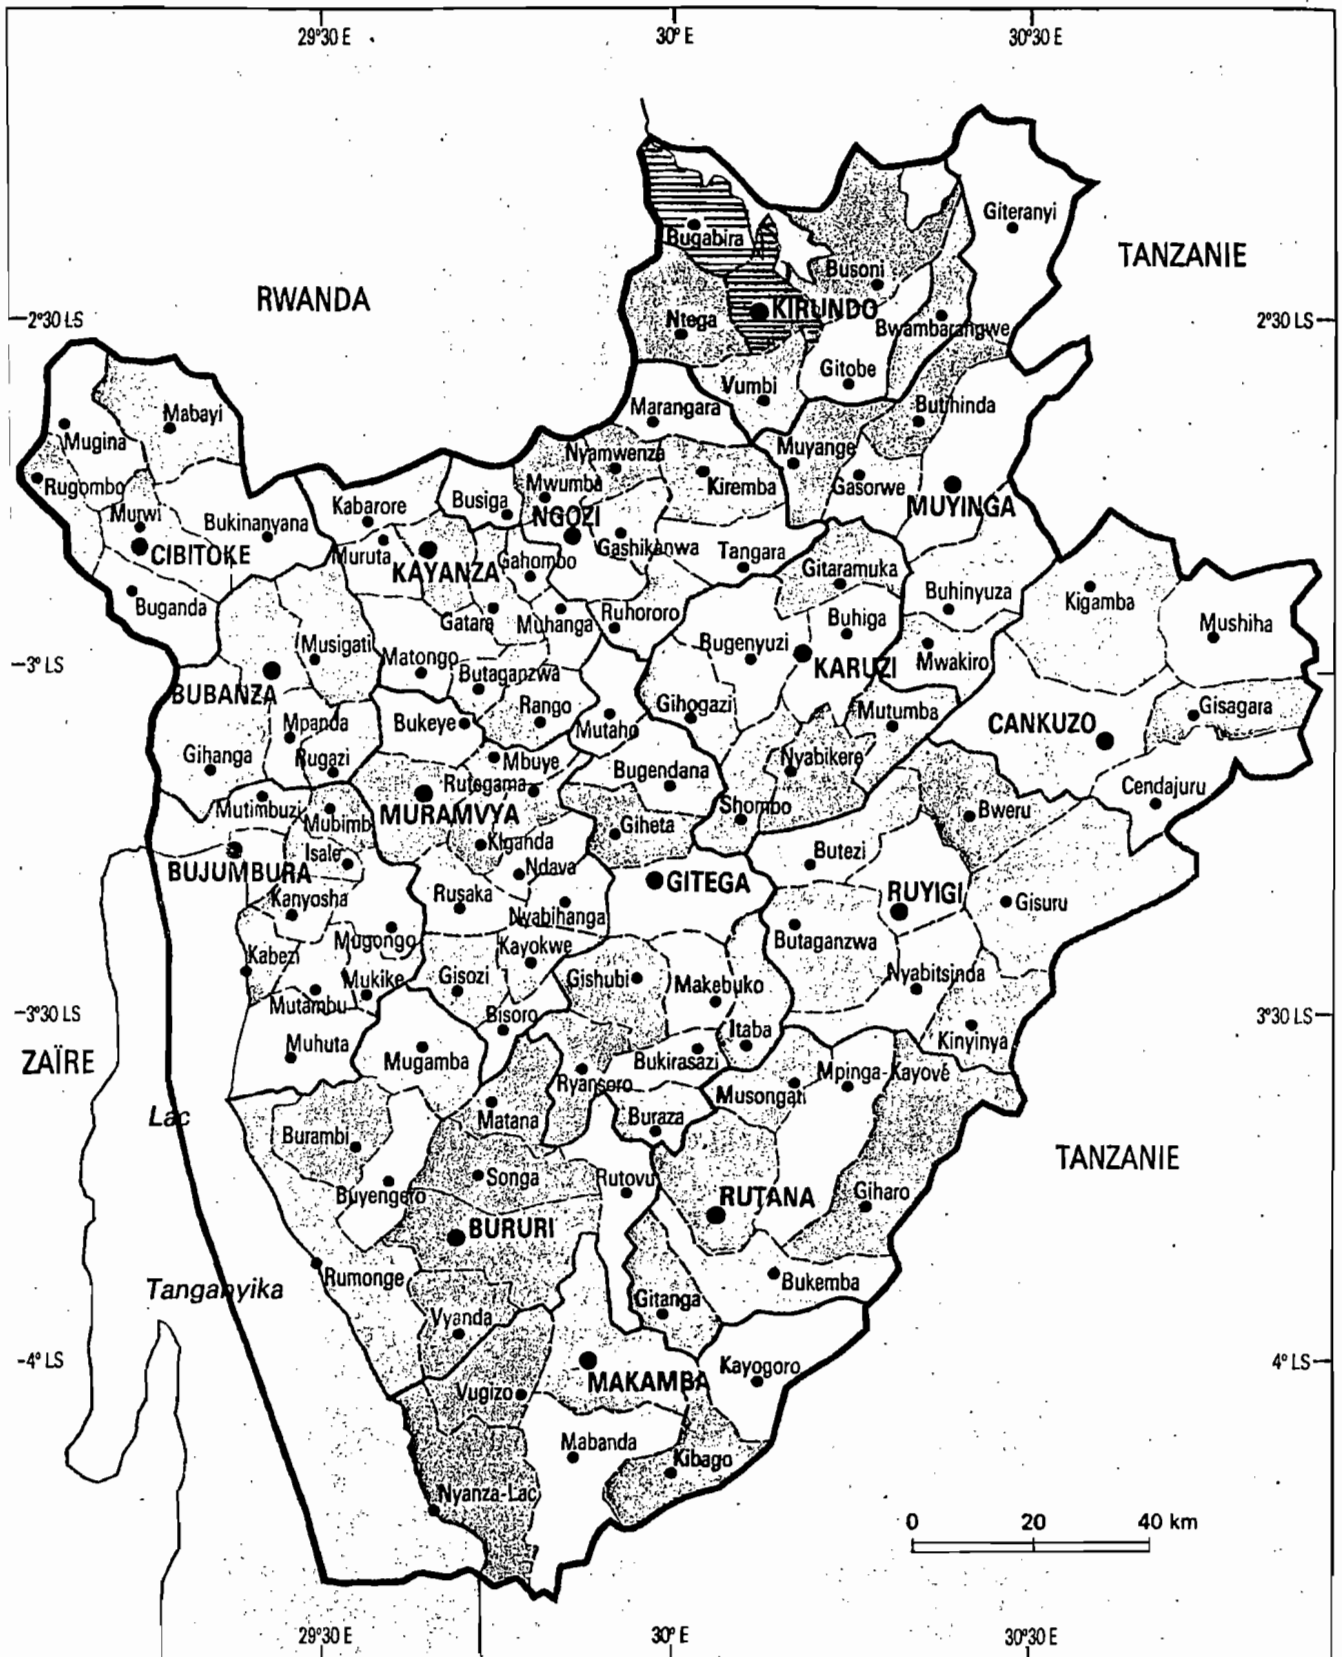 29°30 E
30° E
30°30 E
Giteranyi
TANZANIE
Bugabira
Busoni
RWANDA
KIRUNDO
2°30 LS
Ntega
Bwambarangwe
2°30 LS
Gitobe
Vumbi
Marangara
Buthinda
Mabayi
Mugina
Muyange
Nyamwenza
Rugombo
Mwumba
Kiremba
Gasorwe
Kabarore
Busiga
MUYINGA
Murwi
Bukinanyana
NGOZI
Gashikanwa
CIBITOKE
Muruta
Tangara
KAYANZA
Gahombo
Gitaramuka
Buhinyuza
Kigamba
Buganda
Gatara
Muhanga
Ruhororo
Buhiga
Mushiha
Musigati
Bugenyuzi
3° LS
Matongo
KARUZI
Mwakiro
BUBANZA
Butaganzwa
Gihogazi
Rango
Mutumba
Gisagara
Mpanda
Bukeye
Mutaho
CANKUZO
Gihanga
Rugazi
Mbuye
Bugendana
Nyabikere
Rutegama
Cendajuru
Mutimbuzi
Mubimbi
MURAMVYA
Shombo
Bweru
Giheta
Isale
Kiganda
Butezi
BUJUMBURA
Ndava
GITEGA
RUYIGI
Kanyosha
Rusaka
Gisuru
Nyabihanga
Mugongo
Butaganzwa
Kabezi
Kayokwe
Mukike
Gisozi
Gishubi
Makebuko
Nyabitsinda
Mutambu
3°30 LS
Bisoro
Itaba
3°30 LS
Muhuta
Kinyinya
ZAÏRE
Mugamba
Bukirasazi
Mpinga-Kayové
Ryansoro
Musongati
Lac
Matana
Buraza
Burambi
TANZANIE
Songa
Rutovu
Buyengero
RUTANA
Giharo
BURURI
Rumonge
Bukemba
Tanganyika
Gitanga
Vyanda
4° LS
4° LS
Kayogoro
MAKAMBA
Vugizo
Mabanda
Kibago
Nyanza-Lac
0 20 40 km
29°30 E
30° E
30°30 E